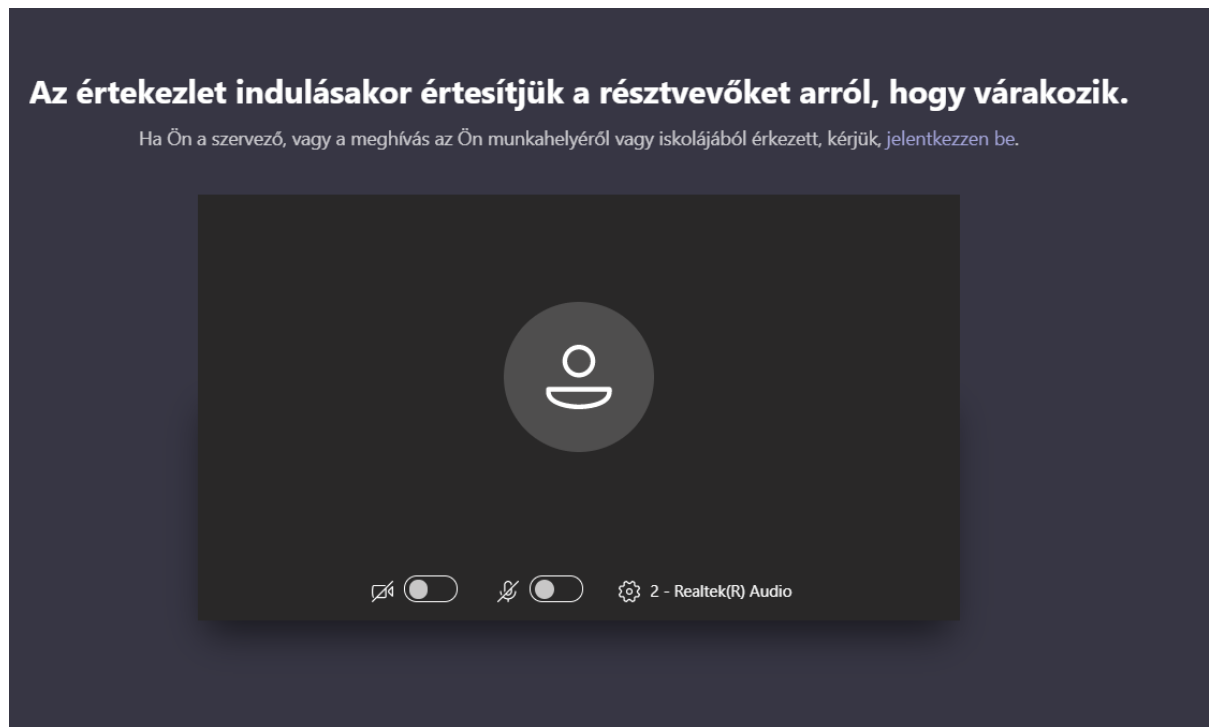 Az értekezlet indulásakor értesítjük a résztvevőket arról, hogy várakozik.
Ha Ön a szervező, vagy a meghívás az Ön munkahelyéről vagy iskolájából érkezett, kérjük, jelentkezzen be.
2 - Realtek(R) Audio